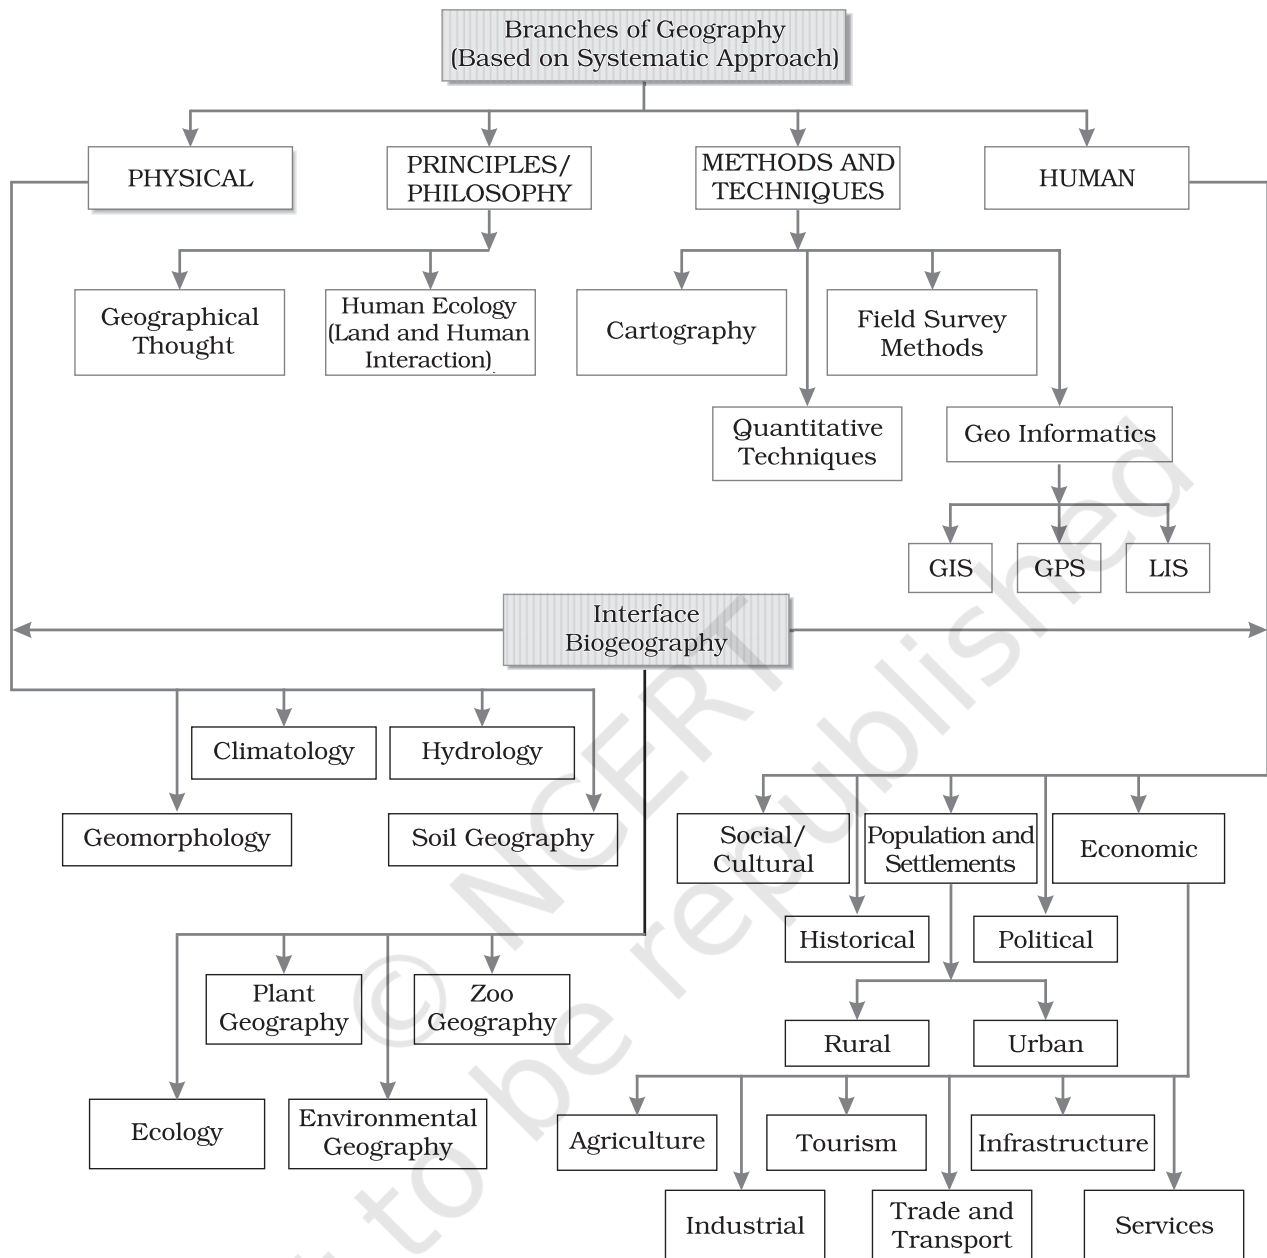 Branches of Geography
(Based on Systematic Approach)
PHYSICAL
PRINCIPLES/
PHILOSOPHY
METHODS AND
TECHNIQUES
HUMAN
Geographical
Thought
Human Ecology
(Land and Human
Interaction)
Cartography
Field Survey
Methods
Quantitative
Techniques
Geo Informatics
GIS
GPS
LIS
Interface
Biogeography
Climatology
Hydrology
Geomorphology
Soil Geography
Social/
Cultural
Population and
Settlements
Economic
Historical
Political
Plant
Geography
Zoo
Geography
Rural
Urban
Ecology
Environmental
Geography
Agriculture
Tourism
Infrastructure
Industrial
Trade and
Transport
Services
© NCERT
to be republished